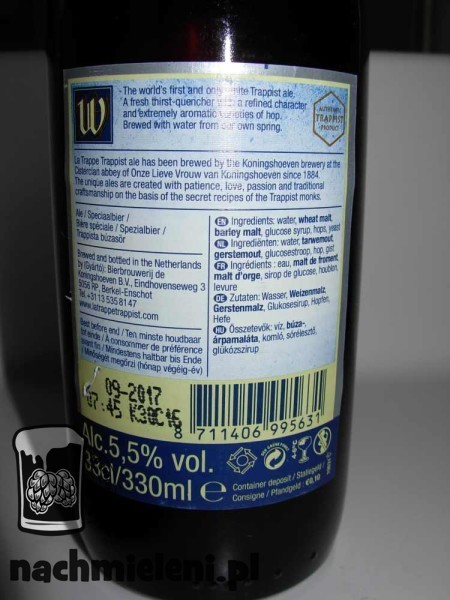 W
- The world's first and only white Trappist ale.
- A fresh thirst-quencher with a refined character
and extremely aromatic varieties of hop.
- Brewed with water from our own spring.
AUTHENTIC
TRAPPIST
PRODUCT
La Trappe Trappist ale has been brewed by the Koningshoeven brewery at the
Cistercian abbey of Onze Lieve Vrouw van Koningshoeven since 1884.
The unique ales are created with patience, love, passion and traditional
craftsmanship on the basis of the secret recipes of the Trappist monks.
Ale / Speciaalbier /
Bière spéciale / Spezialbier /
Trappista búzasör
Brewed and bottled in the Netherlands
by (Gyártó): Bierbrouwerij de
Koningshoeven B.V., Eindhovenseweg 3
5056 RP, Berkel-Enschot
Tel. +31 13 535 8147
www.latrappetrappist.com
Best before end / Ten minste houdbaar
tot einde / A consommer de préférence
avant fin / Mindestens haltbar bis Ende
/ Minőségét megőrzi (hónap végéig-év)
EN Ingredients: water, wheat malt,
barley malt, glucose syrup, hops, yeast
NL Ingrediënten: water, tarwemout,
gerstemout, glucosestroop, hop, gist
FR Ingrédients : eau, malt de froment,
malt d'orge, sirop de glucose, houblon,
levure
DE Zutaten: Wasser, Weizenmalz,
Gerstenmalz, Glukosesirup, Hopfen,
Hefe
HU Összetevők: víz, búza-,
árpamaláta, komló, sörélesztő,
glükózszirup
09-2017
07:45 K30C16
8 711406 995631
Alc.5,5% vol.
33cl/330ml e
Container deposit / Statiegeld /
Consigne / Pfandgeld : €0,10
nachmieleni.pl